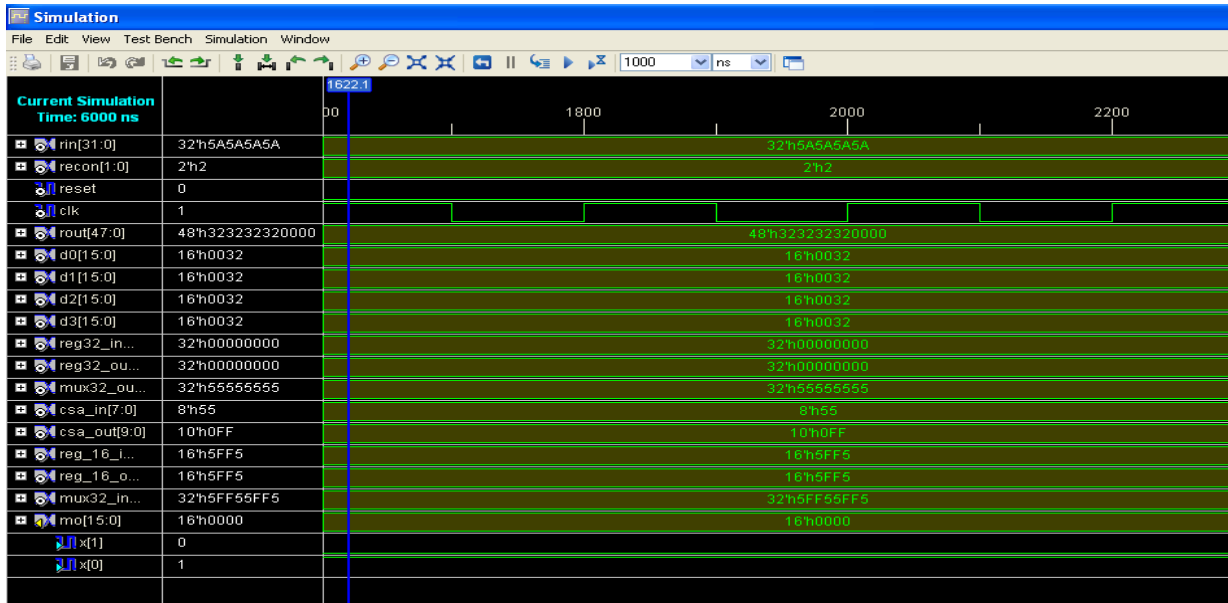 Simulation
File Edit View Test Bench Simulation Window
1000 ns
1622.1
Current Simulation
Time: 6000 ns
00 1800 2000 2200
rin[31:0] 32'h5A5A5A5A 32'h5A5A5A5A
recon[1:0] 2'h2 2'h2
reset 0
clk 1
rout[47:0] 48'h323232320000 48'h323232320000
d0[15:0] 16'h0032 16'h0032
d1[15:0] 16'h0032 16'h0032
d2[15:0] 16'h0032 16'h0032
d3[15:0] 16'h0032 16'h0032
reg32_in... 32'h00000000 32'h00000000
reg32_ou... 32'h00000000 32'h00000000
mux32_ou... 32'h55555555 32'h55555555
csa_in[7:0] 8'h55 8'h55
csa_out[9:0] 10'h0FF 10'h0FF
reg_16_i... 16'h5FF5 16'h5FF5
reg_16_o... 16'h5FF5 16'h5FF5
mux32_in... 32'h5FF55FF5 32'h5FF55FF5
mo[15:0] 16'h0000 16'h0000
x[1] 0
x[0] 1